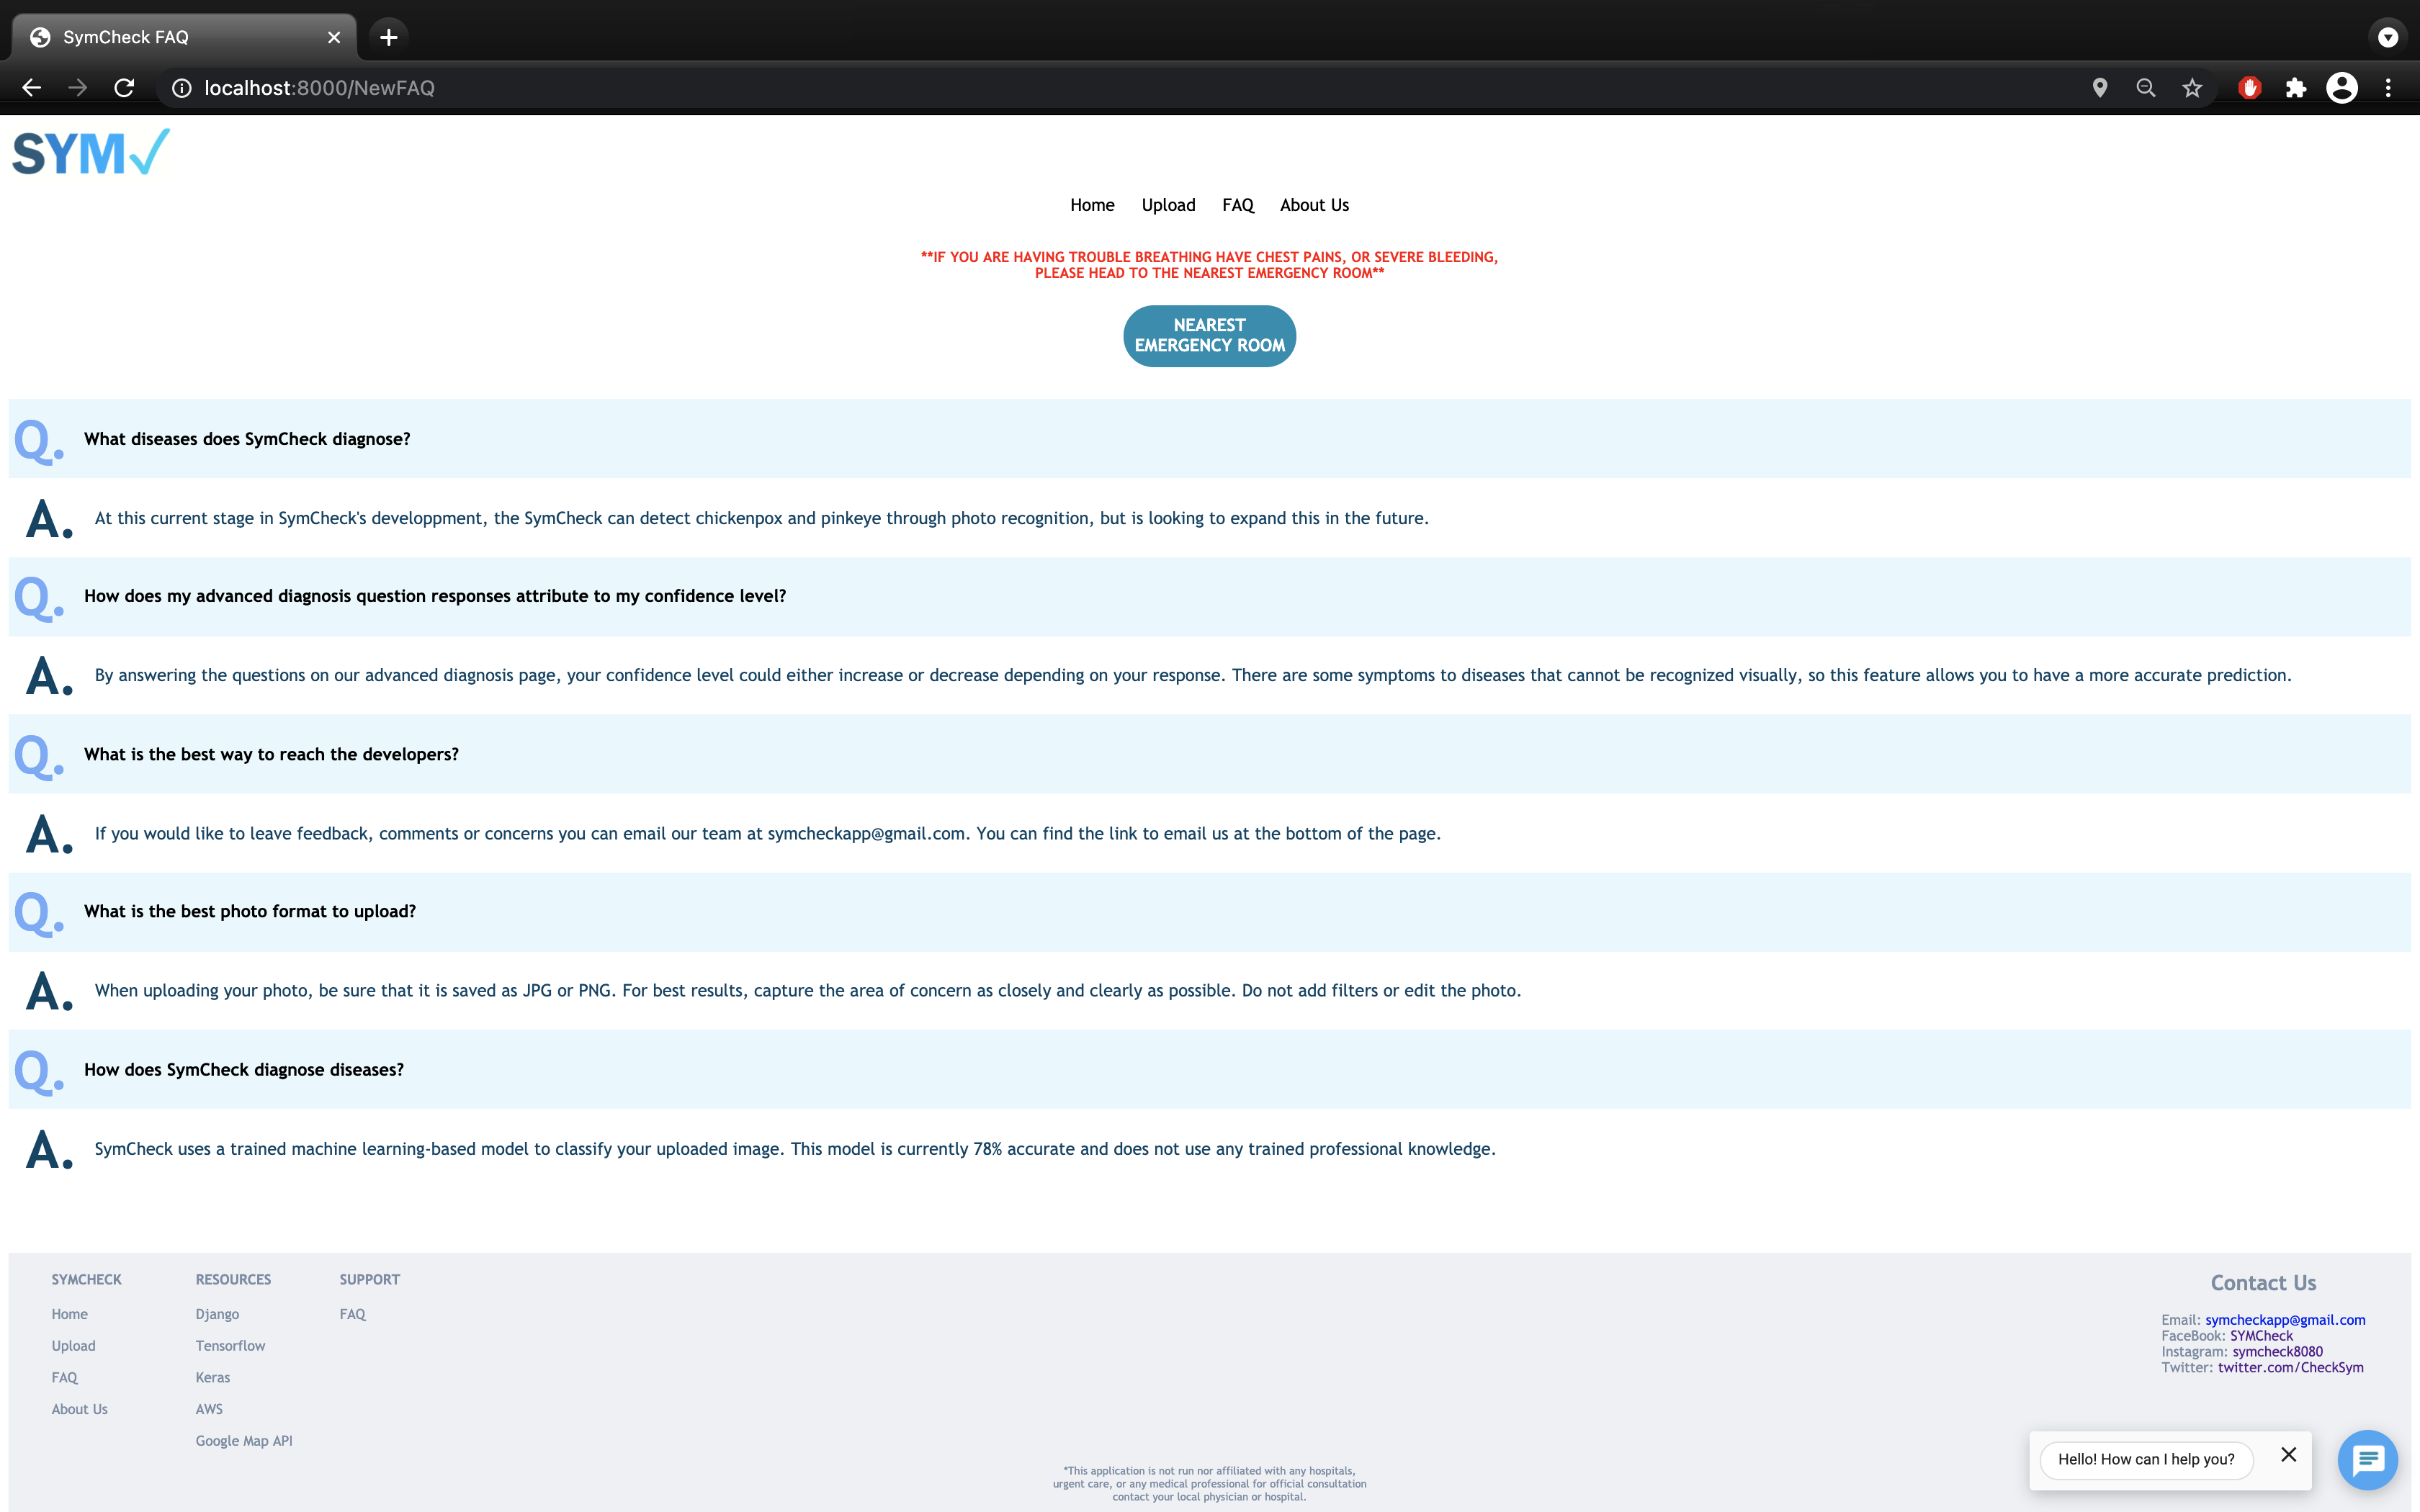 SymCheck FAQ
localhost:8000/NewFAQ
SYM✓
Home Upload FAQ About Us
**IF YOU ARE HAVING TROUBLE BREATHING HAVE CHEST PAINS, OR SEVERE BLEEDING,
PLEASE HEAD TO THE NEAREST EMERGENCY ROOM**
NEAREST
EMERGENCY ROOM
Q. What diseases does SymCheck diagnose?
A. At this current stage in SymCheck's developpment, the SymCheck can detect chickenpox and pinkeye through photo recognition, but is looking to expand this in the future.
Q. How does my advanced diagnosis question responses attribute to my confidence level?
A. By answering the questions on our advanced diagnosis page, your confidence level could either increase or decrease depending on your response. There are some symptoms to diseases that cannot be recognized visually, so this feature allows you to have a more accurate prediction.
Q. What is the best way to reach the developers?
A. If you would like to leave feedback, comments or concerns you can email our team at symcheckapp@gmail.com. You can find the link to email us at the bottom of the page.
Q. What is the best photo format to upload?
A. When uploading your photo, be sure that it is saved as JPG or PNG. For best results, capture the area of concern as closely and clearly as possible. Do not add filters or edit the photo.
Q. How does SymCheck diagnose diseases?
A. SymCheck uses a trained machine learning-based model to classify your uploaded image. This model is currently 78% accurate and does not use any trained professional knowledge.
SYMCHECK
Home
Upload
FAQ
About Us
RESOURCES
Django
Tensorflow
Keras
AWS
Google Map API
SUPPORT
FAQ
Contact Us
Email: symcheckapp@gmail.com
FaceBook: SYMCheck
Instagram: symcheck8080
Twitter: twitter.com/CheckSym
Hello! How can I help you?
*This application is not run nor affiliated with any hospitals,
urgent care, or any medical professional for official consultation
contact your local physician or hospital.